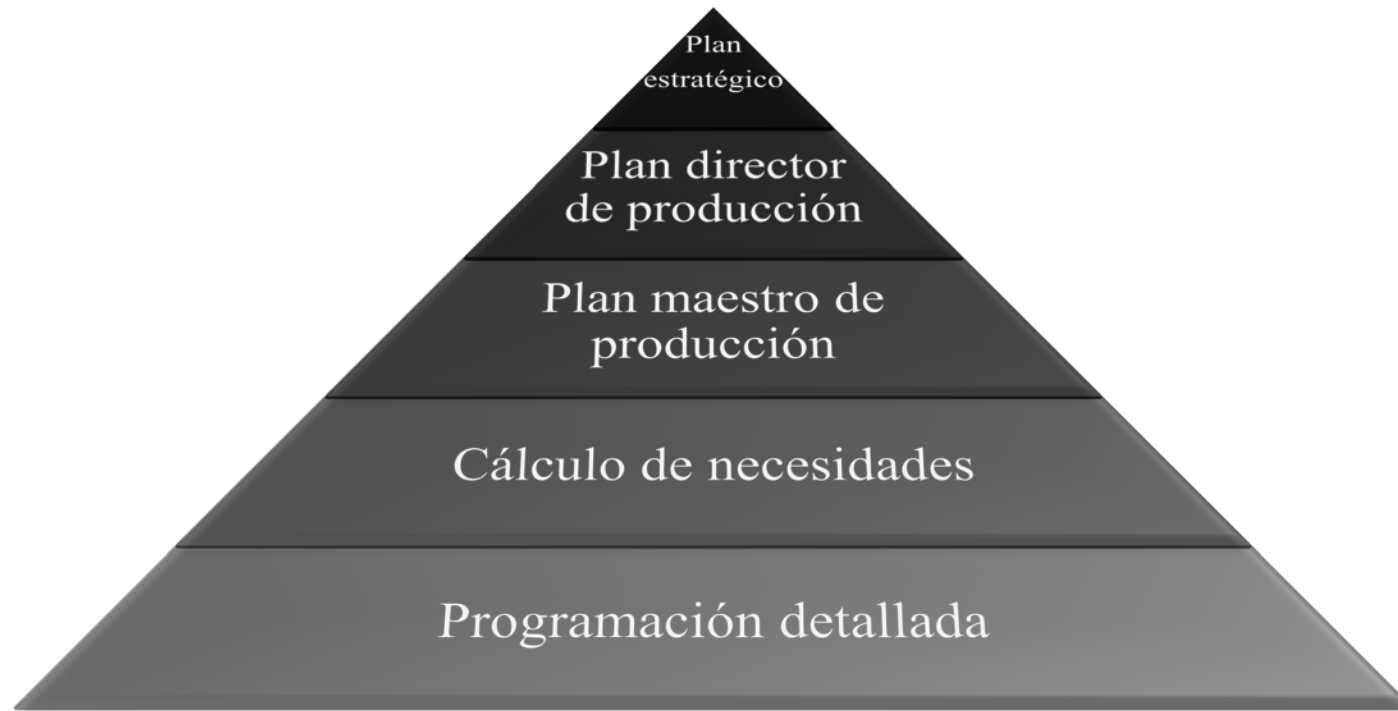 Plan
estratégico
Plan director
de producción
Plan maestro de
producción
Cálculo de necesidades
Programación detallada